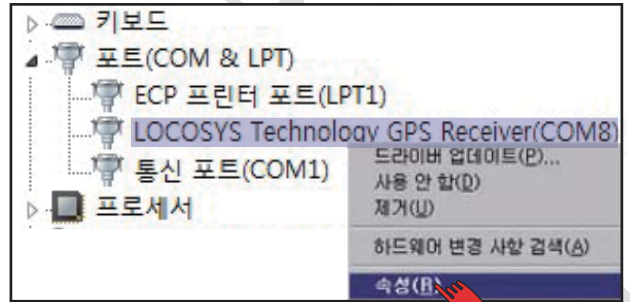 키보드
포트(COM & LPT)
ECP 프린터 포트(LPT1)
LOCOSYS Technology GPS Receiver(COM8)
통신 포트(COM1)
프로세서
드라이버 업데이트(P)...
사용 안 함(D)
제거(U)
하드웨어 변경 사항 검색(A)
속성(R)